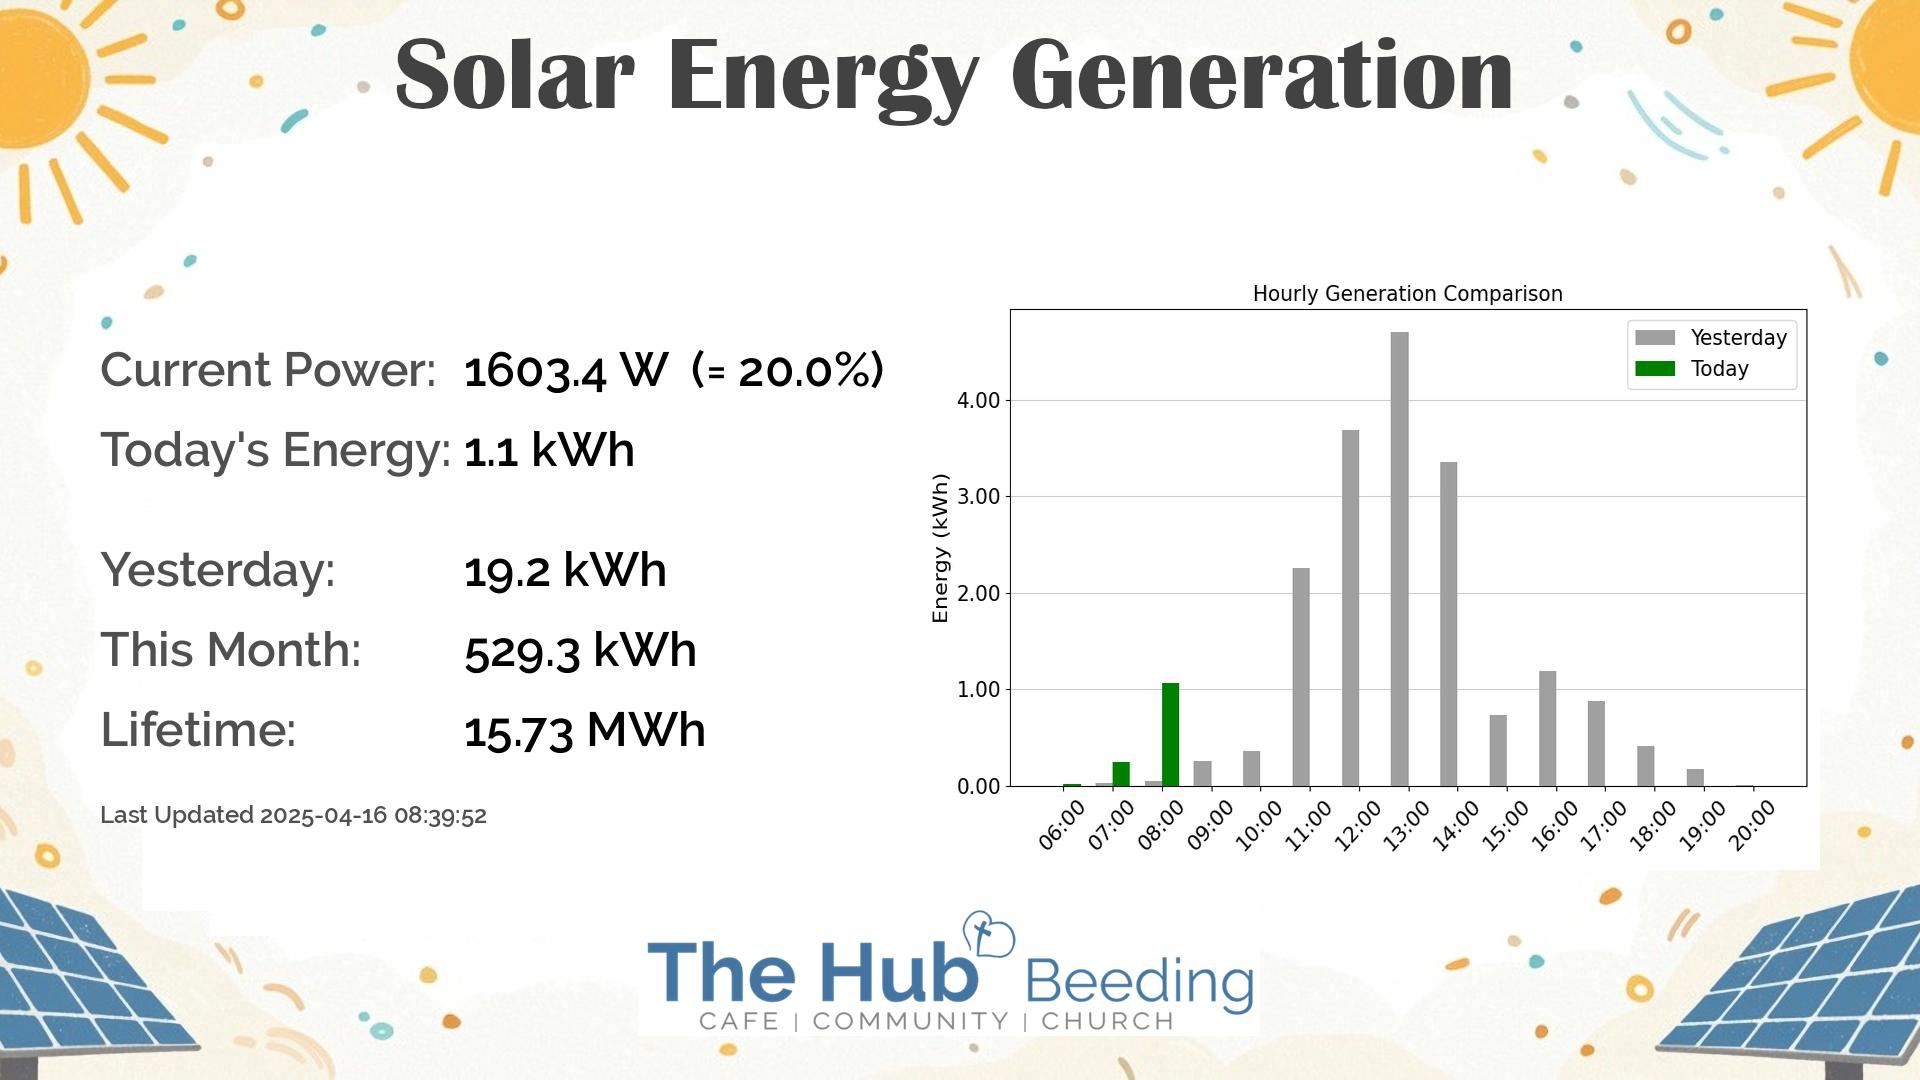 Solar Energy Generation
Current Power: 1603.4 W (= 20.0%)
Today's Energy: 1.1 kWh
Yesterday: 19.2 kWh
This Month: 529.3 kWh
Lifetime: 15.73 MWh
Last Updated 2025-04-16 08:39:52
Hourly Generation Comparison
Yesterday
Today
Energy (kWh)
4.00
3.00
2.00
1.00
0.00
06:00 07:00 08:00 09:00 10:00 11:00 12:00 13:00 14:00 15:00 16:00 17:00 18:00 19:00 20:00
The Hub Beeding
CAFE | COMMUNITY | CHURCH